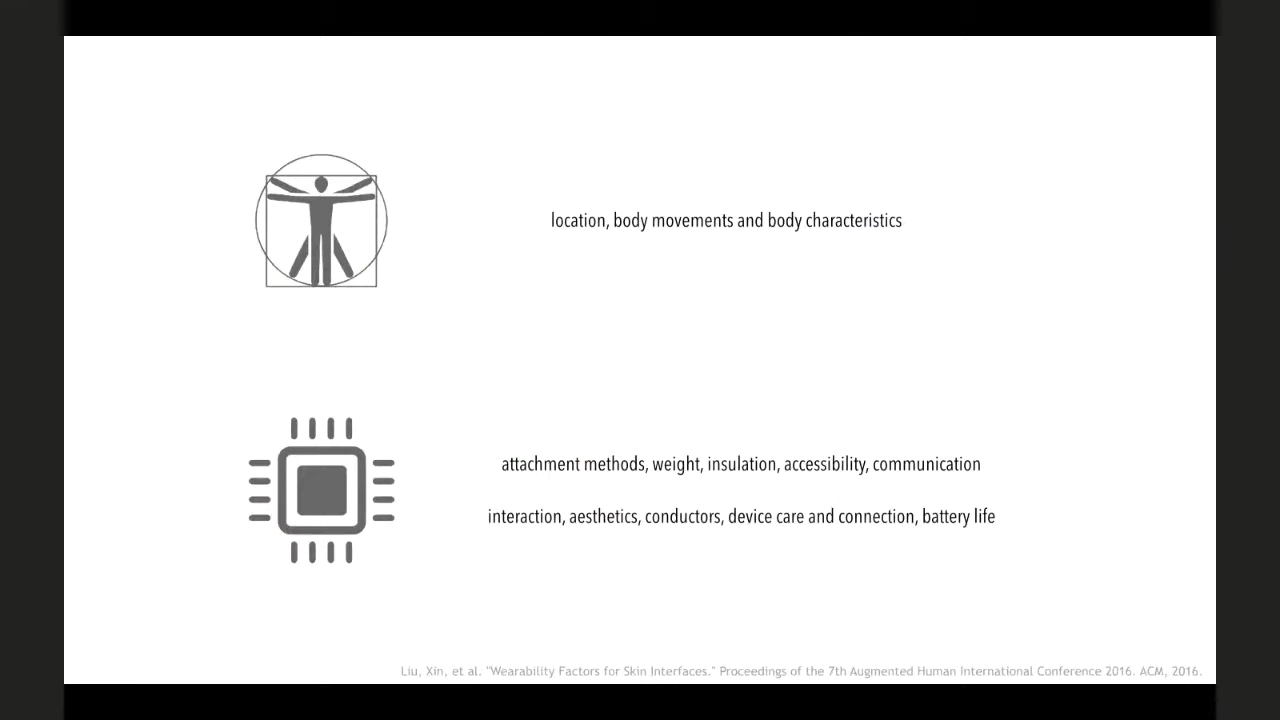 location, body movements and body characteristics
attachment methods, weight, insulation, accessibility, communication
interaction, aesthetics, conductors, device care and connection, battery life
Liu, Xin, et al. "Wearability Factors for Skin Interfaces." Proceedings of the 7th Augmented Human International Conference 2016. ACM, 2016.